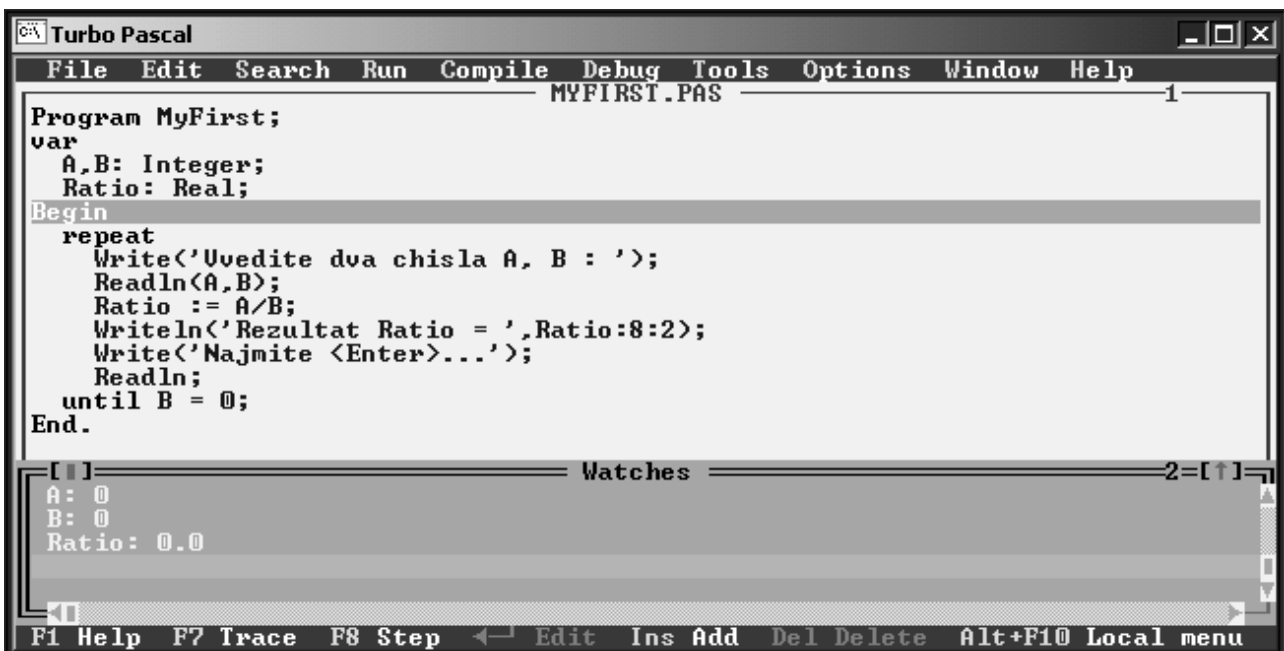 Turbo Pascal
File Edit Search Run Compile Debug Tools Options Window Help
MYFIRST.PAS 1
Program MyFirst;
var
A,B: Integer;
Ratio: Real;
Begin
repeat
Write('Vvedite dva chisla A, B : ');
Readln(A,B);
Ratio := A/B;
Writeln('Rezultat Ratio = ',Ratio:8:2);
Write('Najmite <Enter>...');
Readln;
until B = 0;
End.
Watches 2=[↑]
A: 0
B: 0
Ratio: 0.0
F1 Help F7 Trace F8 Step ◄─┘ Edit Ins Add Del Delete Alt+F10 Local menu